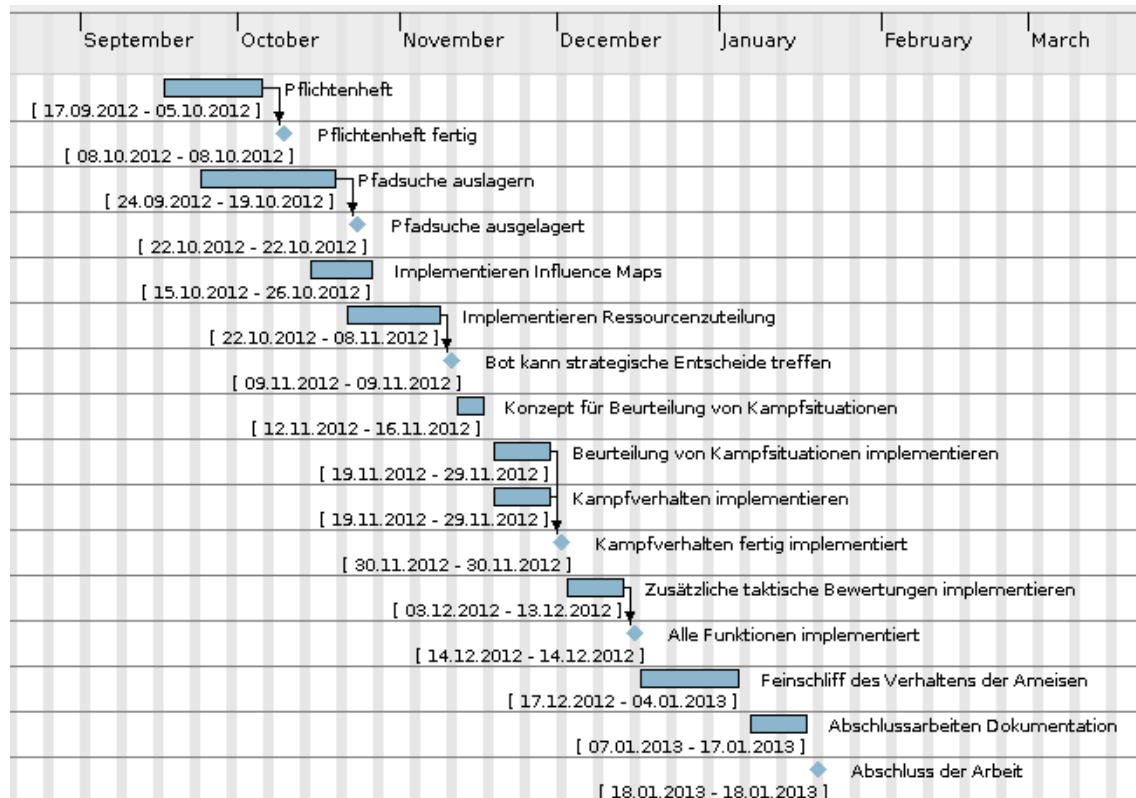 September October November December January February March
Pflichtenheft
[ 17.09.2012 - 05.10.2012 ]
Pflichtenheft fertig
[ 08.10.2012 - 08.10.2012 ]
Pfadsuche auslagern
[ 24.09.2012 - 19.10.2012 ]
Pfadsuche ausgelagert
[ 22.10.2012 - 22.10.2012 ]
Implementieren Influence Maps
[ 15.10.2012 - 26.10.2012 ]
Implementieren Ressourcenzuteilung
[ 22.10.2012 - 08.11.2012 ]
Bot kann strategische Entscheide treffen
[ 09.11.2012 - 09.11.2012 ]
Konzept für Beurteilung von Kampfsituationen
[ 12.11.2012 - 16.11.2012 ]
Beurteilung von Kampfsituationen implementieren
[ 19.11.2012 - 29.11.2012 ]
Kampfverhalten implementieren
[ 19.11.2012 - 29.11.2012 ]
Kampfverhalten fertig implementiert
[ 30.11.2012 - 30.11.2012 ]
Zusätzliche taktische Bewertungen implementieren
[ 03.12.2012 - 13.12.2012 ]
Alle Funktionen implementiert
[ 14.12.2012 - 14.12.2012 ]
Feinschliff des Verhaltens der Ameisen
[ 17.12.2012 - 04.01.2013 ]
Abschlussarbeiten Dokumentation
[ 07.01.2013 - 17.01.2013 ]
Abschluss der Arbeit
[ 18.01.2013 - 18.01.2013 ]